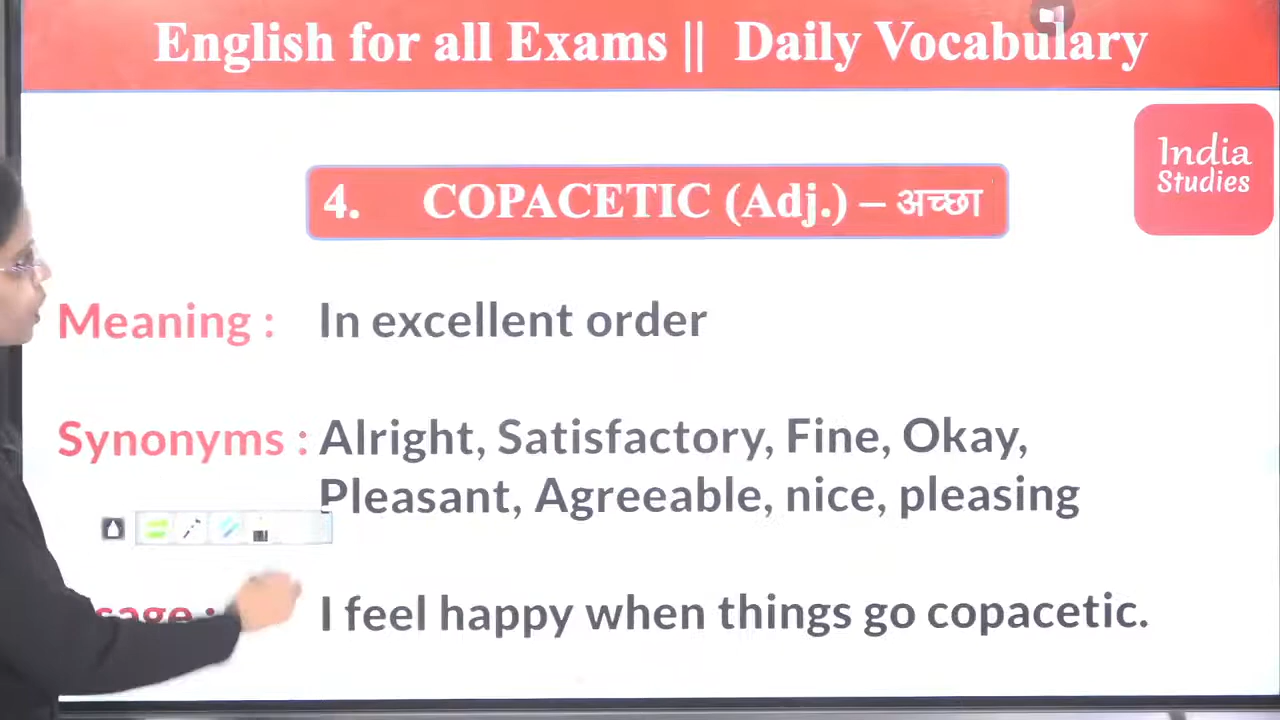 English for all Exams || Daily Vocabulary
India
Studies
4. COPACETIC (Adj.) – अच्छा
Meaning : In excellent order
Synonyms : Alright, Satisfactory, Fine, Okay,
Pleasant, Agreeable, nice, pleasing
I feel happy when things go copacetic.